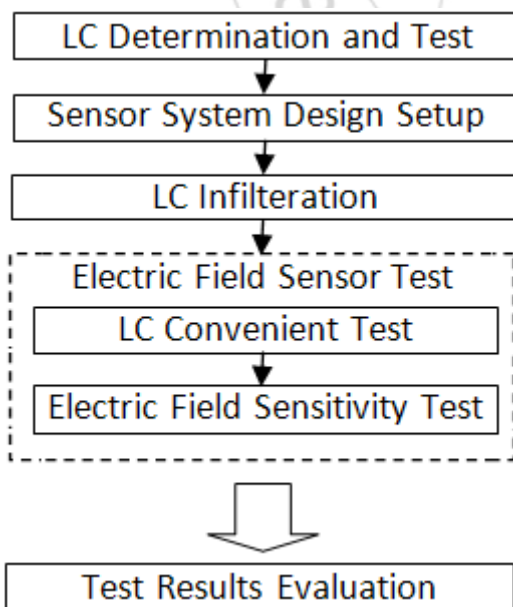 LC Determination and Test
Sensor System Design Setup
LC Infilteration
Electric Field Sensor Test
LC Convenient Test
Electric Field Sensitivity Test
Test Results Evaluation